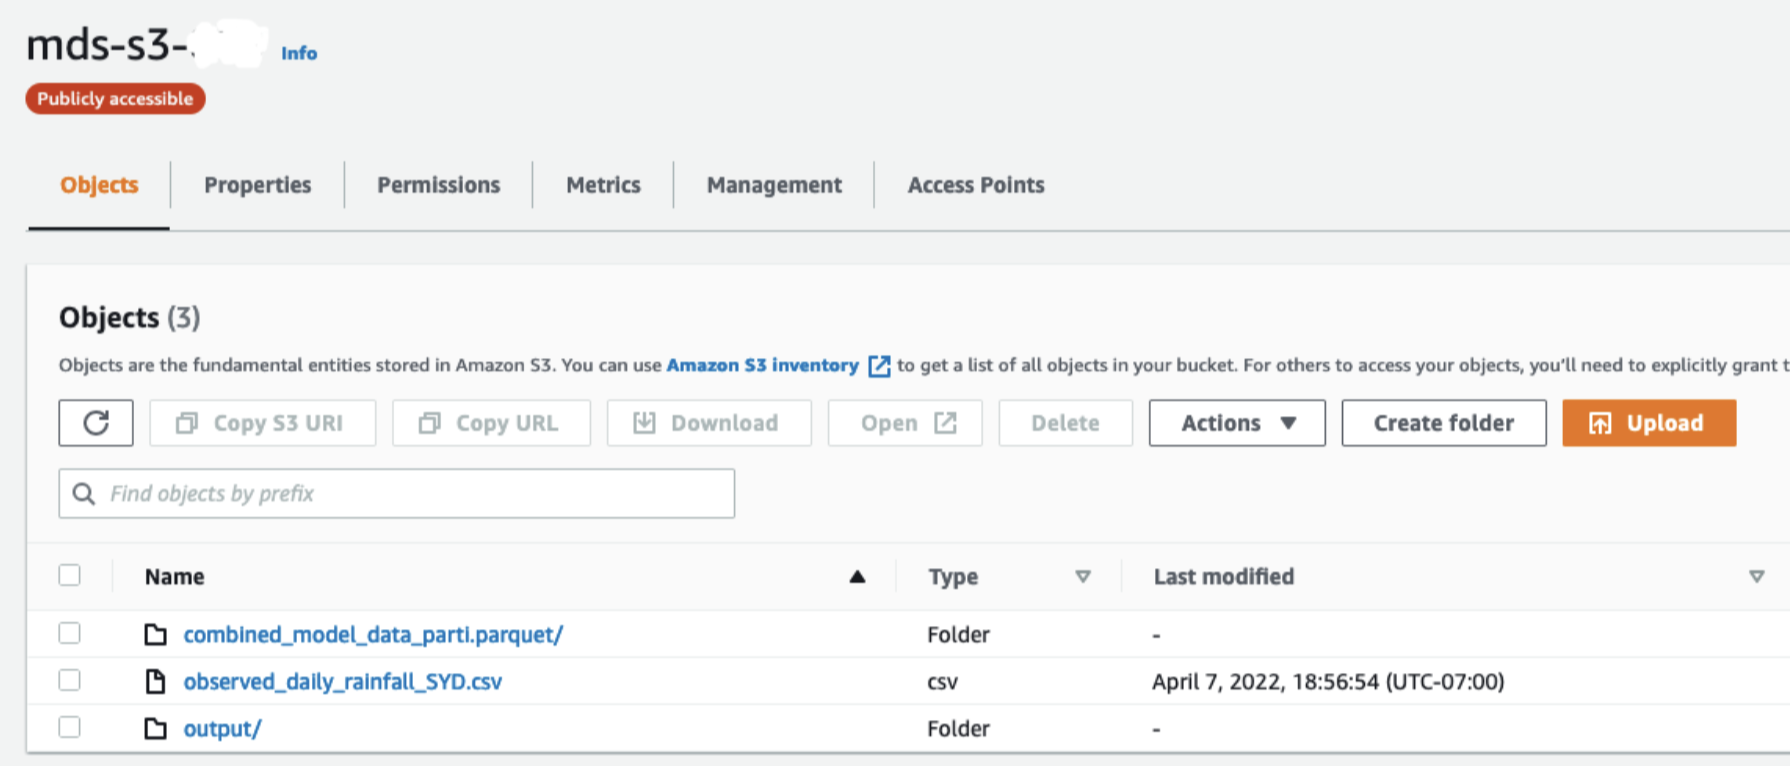 mds-s3- Info
Publicly accessible
Objects Properties Permissions Metrics Management Access Points
Objects (3)
Objects are the fundamental entities stored in Amazon S3. You can use Amazon S3 inventory to get a list of all objects in your bucket. For others to access your objects, you'll need to explicitly grant t
Copy S3 URI Copy URL Download Open Delete Actions Create folder Upload
Find objects by prefix
Name Type Last modified
combined_model_data_parti.parquet/ Folder -
observed_daily_rainfall_SYD.csv csv April 7, 2022, 18:56:54 (UTC-07:00)
output/ Folder -